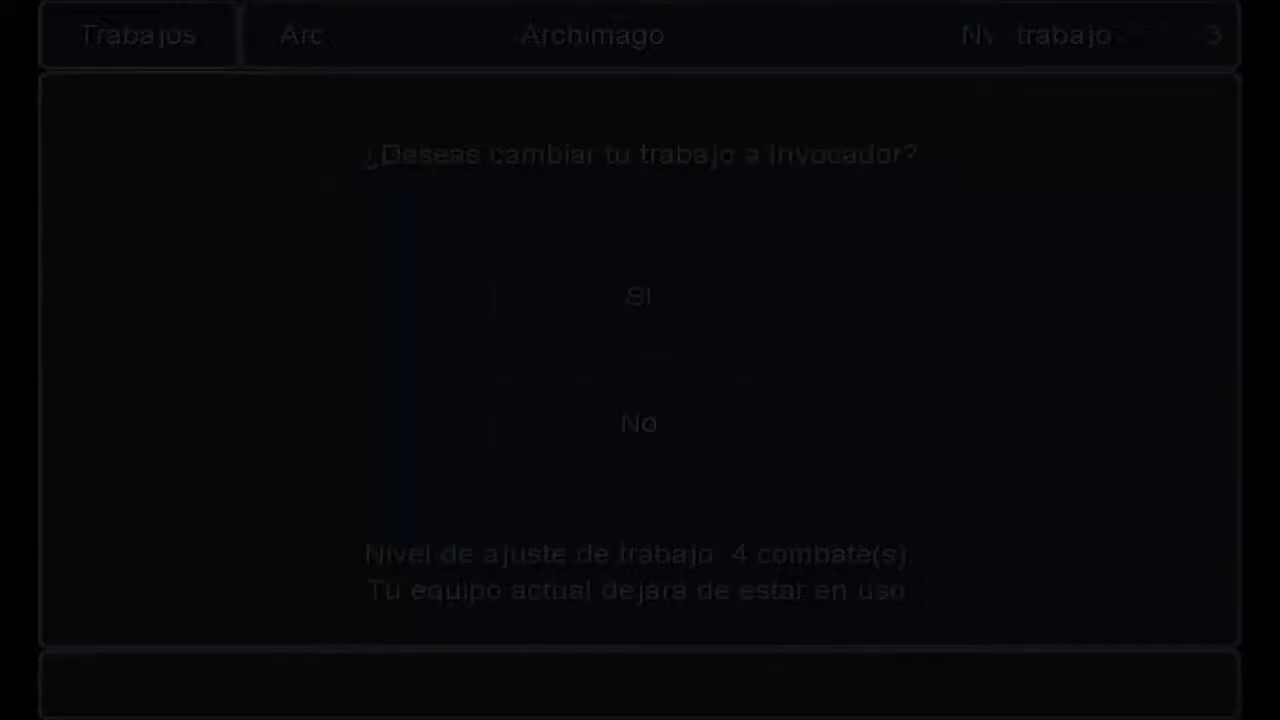 Trabajos Arc Archimago Nv. trabajo 3
¿Deseas cambiar tu trabajo a Invocador?
Sí
No
Nivel de ajuste de trabajo: 4 combate(s).
Tu equipo actual dejará de estar en uso.